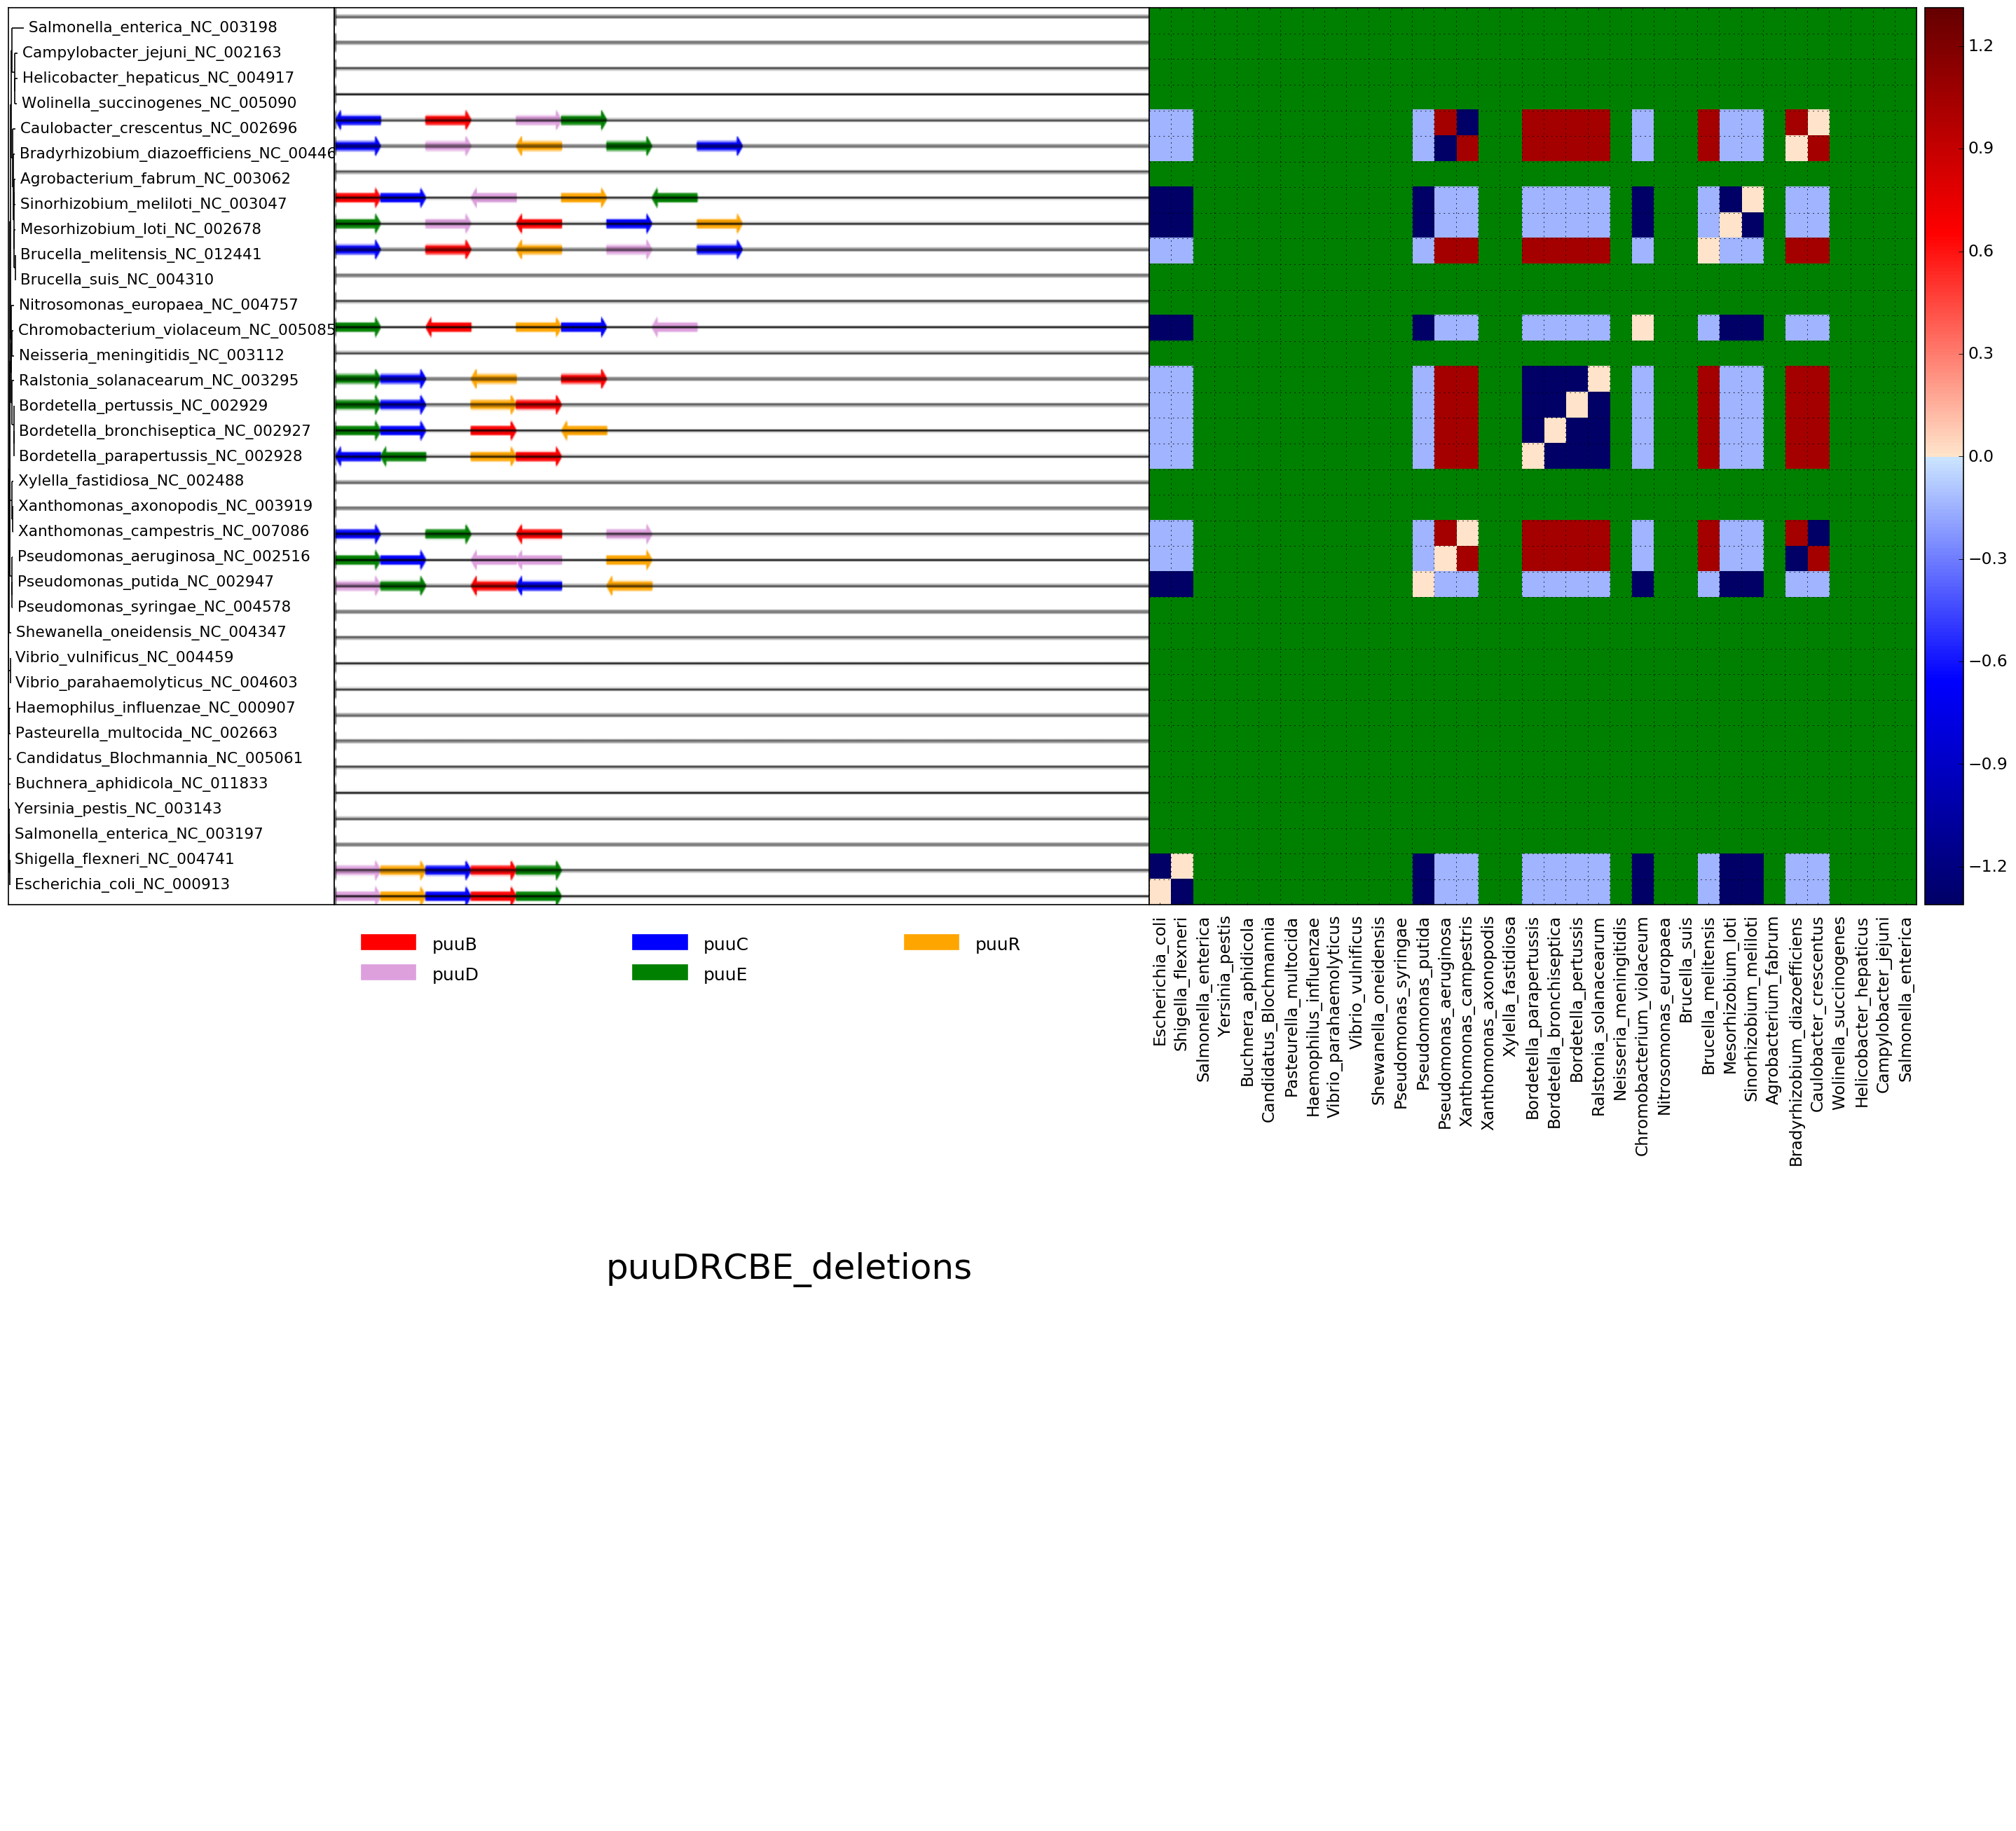 Salmonella_enterica_NC_003198
Campylobacter_jejuni_NC_002163
Helicobacter_hepaticus_NC_004917
Wolinella_succinogenes_NC_005090
Caulobacter_crescentus_NC_002696
Bradyrhizobium_diazoefficiens_NC_00446
Agrobacterium_fabrum_NC_003062
Sinorhizobium_meliloti_NC_003047
Mesorhizobium_loti_NC_002678
Brucella_melitensis_NC_012441
Brucella_suis_NC_004310
Nitrosomonas_europaea_NC_004757
Chromobacterium_violaceum_NC_005085
Neisseria_meningitidis_NC_003112
Ralstonia_solanacearum_NC_003295
Bordetella_pertussis_NC_002929
Bordetella_bronchiseptica_NC_002927
Bordetella_parapertussis_NC_002928
Xylella_fastidiosa_NC_002488
Xanthomonas_axonopodis_NC_003919
Xanthomonas_campestris_NC_007086
Pseudomonas_aeruginosa_NC_002516
Pseudomonas_putida_NC_002947
Pseudomonas_syringae_NC_004578
Shewanella_oneidensis_NC_004347
Vibrio_vulnificus_NC_004459
Vibrio_parahaemolyticus_NC_004603
Haemophilus_influenzae_NC_000907
Pasteurella_multocida_NC_002663
Candidatus_Blochmannia_NC_005061
Buchnera_aphidicola_NC_011833
Yersinia_pestis_NC_003143
Salmonella_enterica_NC_003197
Shigella_flexneri_NC_004741
Escherichia_coli_NC_000913
1.2
0.9
0.6
0.3
0.0
−0.3
−0.6
−0.9
−1.2
puuB puuC puuR
puuD puuE
Escherichia_coli
Shigella_flexneri
Salmonella_enterica
Yersinia_pestis
Buchnera_aphidicola
Candidatus_Blochmannia
Pasteurella_multocida
Haemophilus_influenzae
Vibrio_parahaemolyticus
Vibrio_vulnificus
Shewanella_oneidensis
Pseudomonas_syringae
Pseudomonas_putida
Pseudomonas_aeruginosa
Xanthomonas_campestris
Xanthomonas_axonopodis
Xylella_fastidiosa
Bordetella_parapertussis
Bordetella_bronchiseptica
Bordetella_pertussis
Ralstonia_solanacearum
Neisseria_meningitidis
Chromobacterium_violaceum
Nitrosomonas_europaea
Brucella_suis
Brucella_melitensis
Mesorhizobium_loti
Sinorhizobium_meliloti
Agrobacterium_fabrum
Bradyrhizobium_diazoefficiens
Caulobacter_crescentus
Wolinella_succinogenes
Helicobacter_hepaticus
Campylobacter_jejuni
Salmonella_enterica
puuDRCBE_deletions